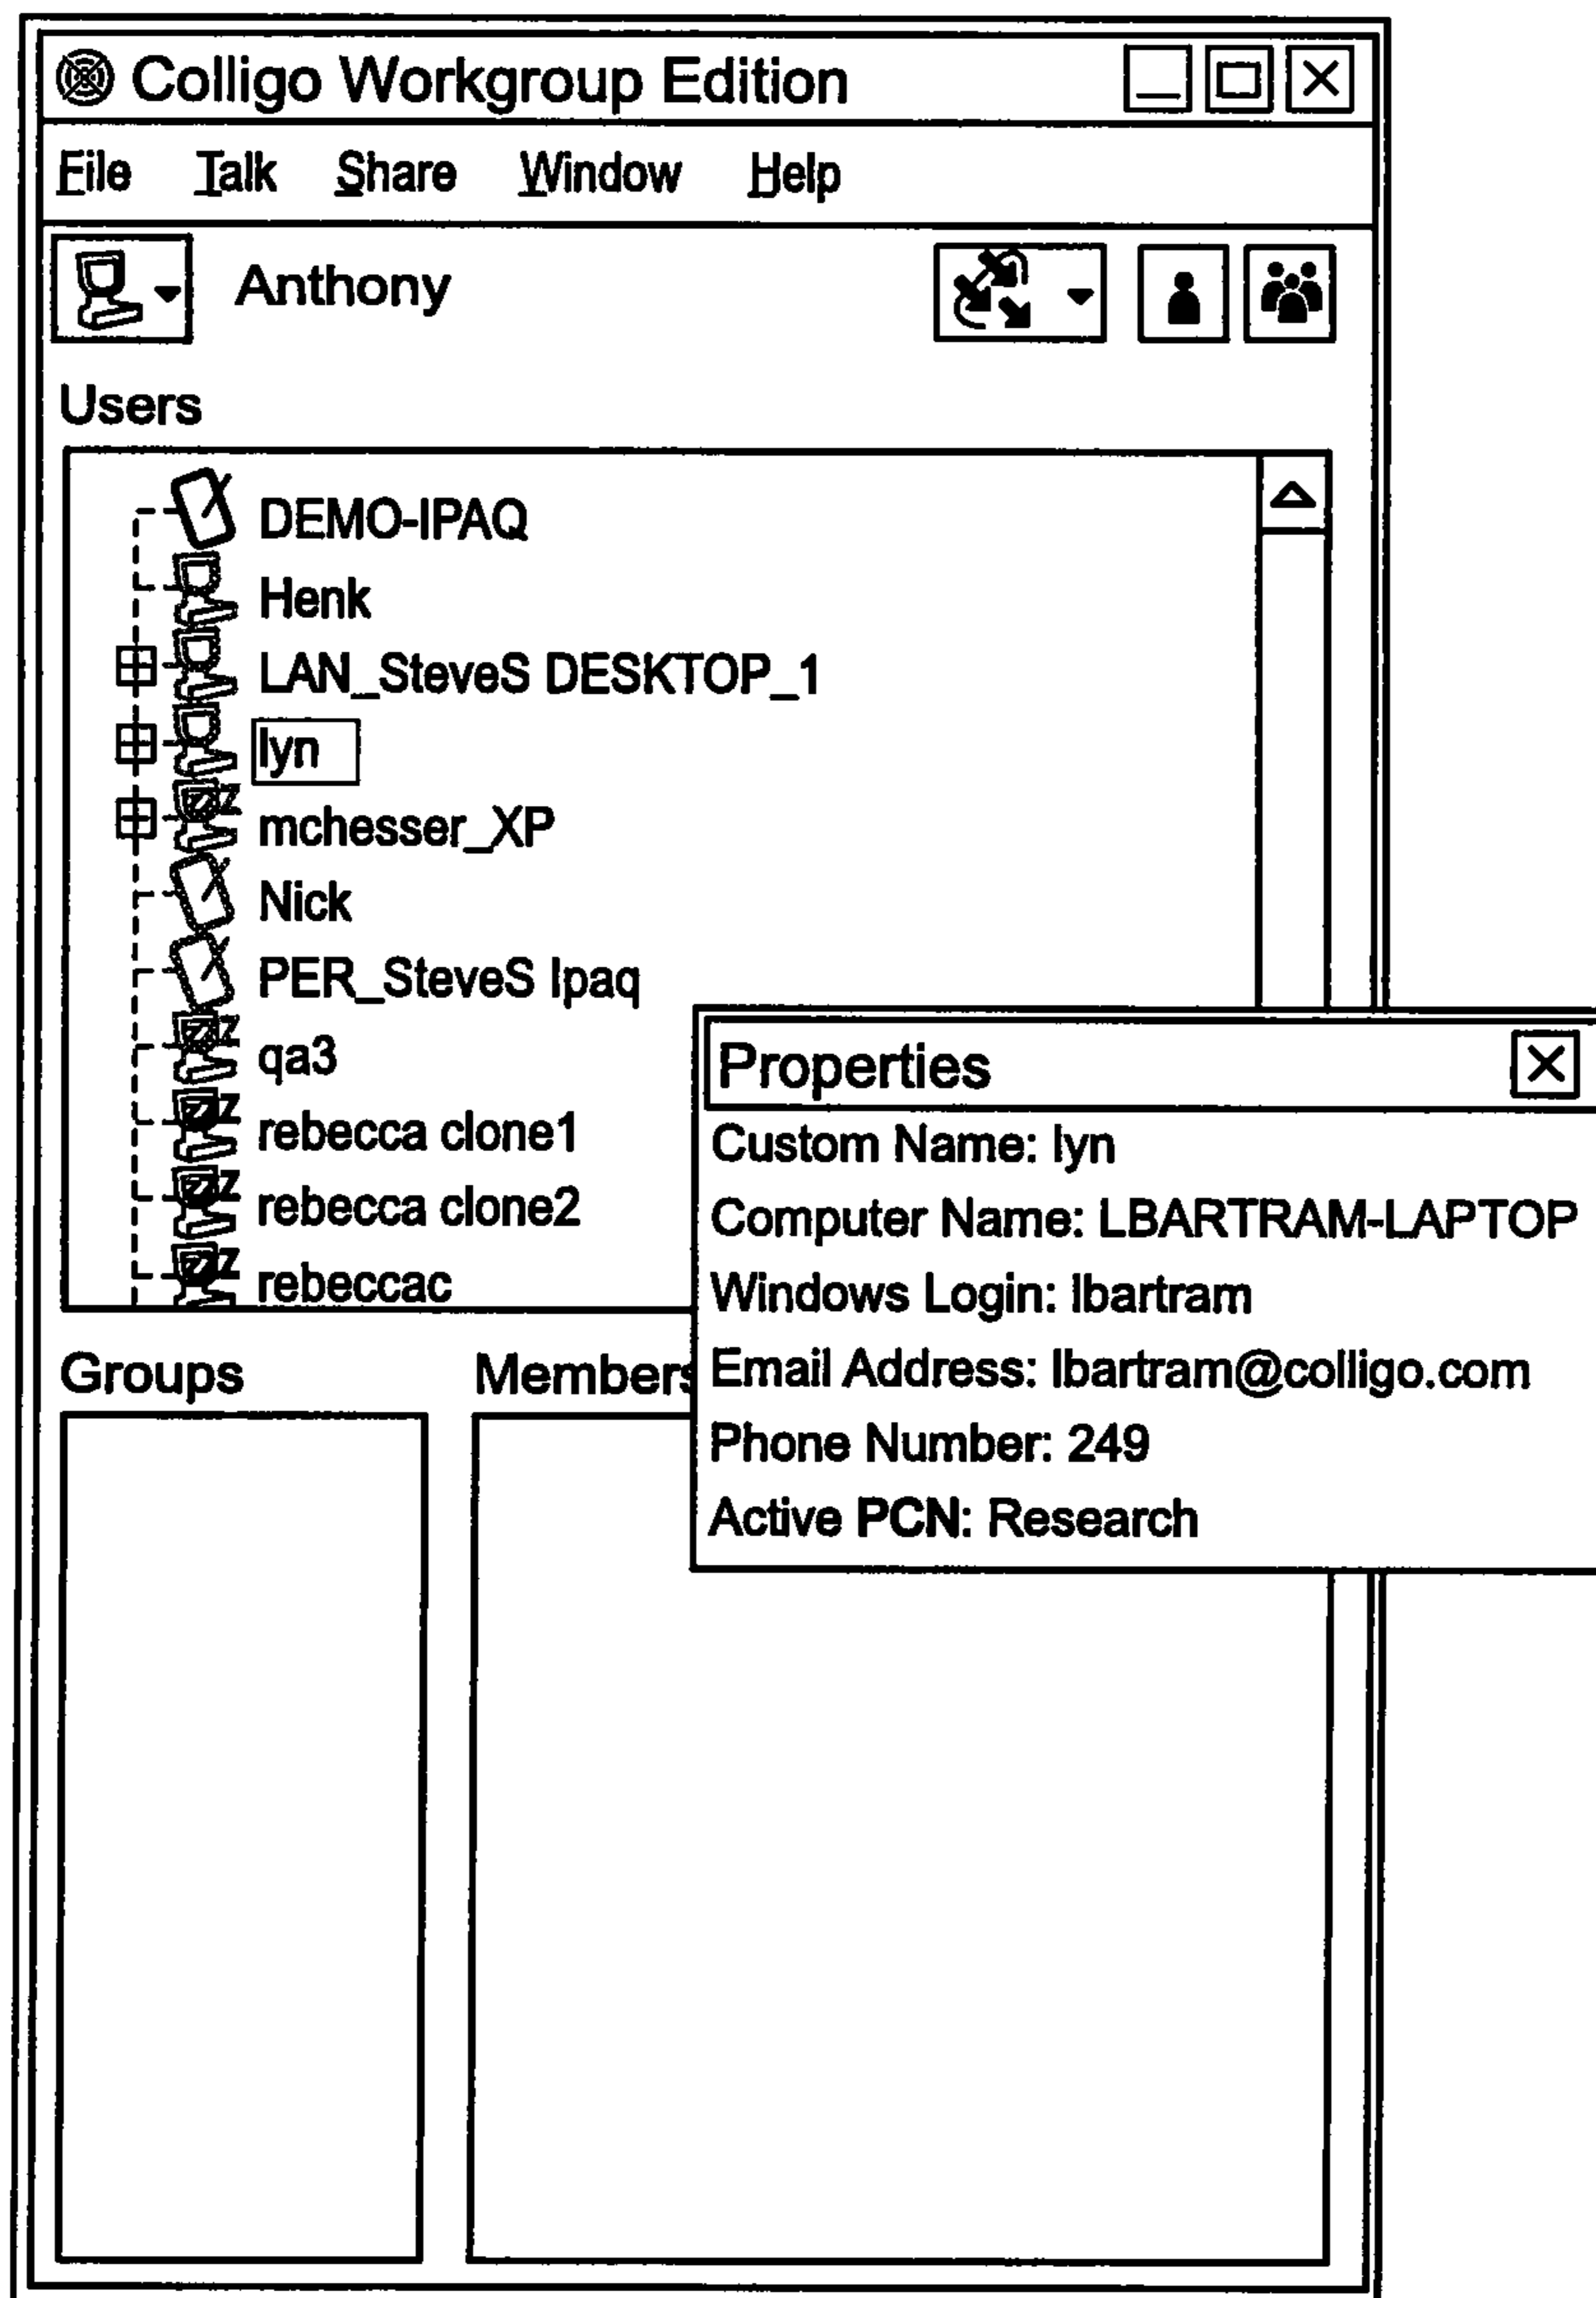 Colligo Workgroup Edition
File Talk Share Window Help
Anthony
Users
DEMO-IPAQ
Henk
LAN_SteveS DESKTOP_1
lyn
mchesser_XP
Nick
PER_SteveS Ipaq
qa3
rebecca clone1
rebecca clone2
rebeccac
Properties
Custom Name: lyn
Computer Name: LBARTRAM-LAPTOP
Windows Login: lbartram
Email Address: lbartram@colligo.com
Phone Number: 249
Active PCN: Research
Groups
Members